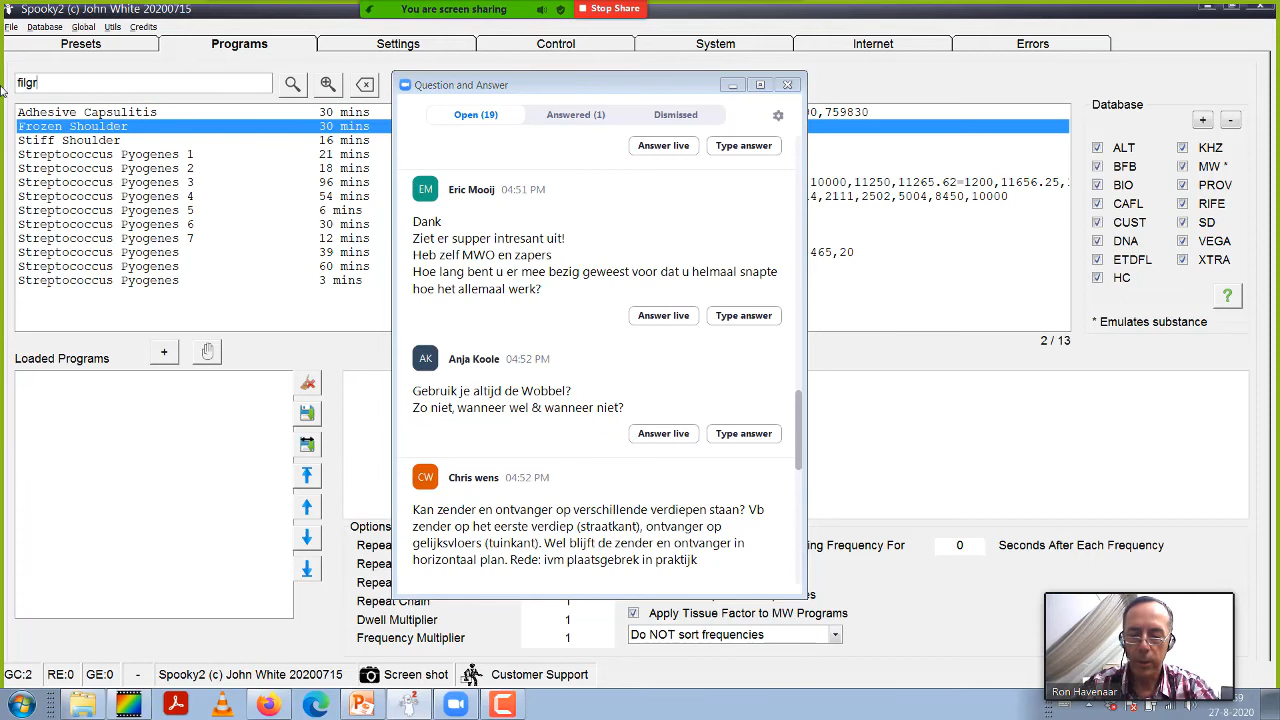 Spooky2 (c) John White 20200715
You are screen sharing
Stop Share
File Database Global Utils Credits
Presets Programs Settings Control System Internet Errors
filgr
Adhesive Capsulitis 30 mins
Frozen Shoulder 30 mins
Stiff Shoulder 16 mins
Streptococcus Pyogenes 1 21 mins
Streptococcus Pyogenes 2 18 mins
Streptococcus Pyogenes 3 96 mins
Streptococcus Pyogenes 4 54 mins
Streptococcus Pyogenes 5 6 mins
Streptococcus Pyogenes 6 30 mins
Streptococcus Pyogenes 7 12 mins
Streptococcus Pyogenes 39 mins
Streptococcus Pyogenes 60 mins
Streptococcus Pyogenes 3 mins
00,759830
10000,11250,11265.62=1200,11656.25,
4,2111,2502,5004,8450,10000
465,20
2 / 13
Question and Answer
Open (19) Answered (1) Dismissed
Answer live Type answer
EM Eric Mooij 04:51 PM
Dank
Ziet er supper intresant uit!
Heb zelf MWO en zapers
Hoe lang bent u er mee bezig geweest voor dat u helmaal snapte
hoe het allemaal werk?
Answer live Type answer
AK Anja Koole 04:52 PM
Gebruik je altijd de Wobbel?
Zo niet, wanneer wel & wanneer niet?
Answer live Type answer
CW Chris wens 04:52 PM
Kan zender en ontvanger op verschillende verdiepen staan? Vb
zender op het eerste verdiep (straatkant), ontvanger op
gelijksvloers (tuinkant). Wel blijft de zender en ontvanger in
horizontaal plan. Rede: ivm plaatsgebrek in praktijk
Database
+ -
ALT KHZ
BFB MW *
BIO PROV
CAFL RIFE
CUST SD
DNA VEGA
ETDFL XTRA
HC
?
* Emulates substance
Loaded Programs +
Options
Repeat
Repeat
Repeat
Repeat Chain 1
Dwell Multiplier 1
Frequency Multiplier 1
ing Frequency For 0 Seconds After Each Frequency
Apply Tissue Factor to MW Programs
Do NOT sort frequencies
GC:2 RE:0 GE:0 - Spooky2 (c) John White 20200715 Screen shot Customer Support
Ron Havenaar
:59
27-8-2020